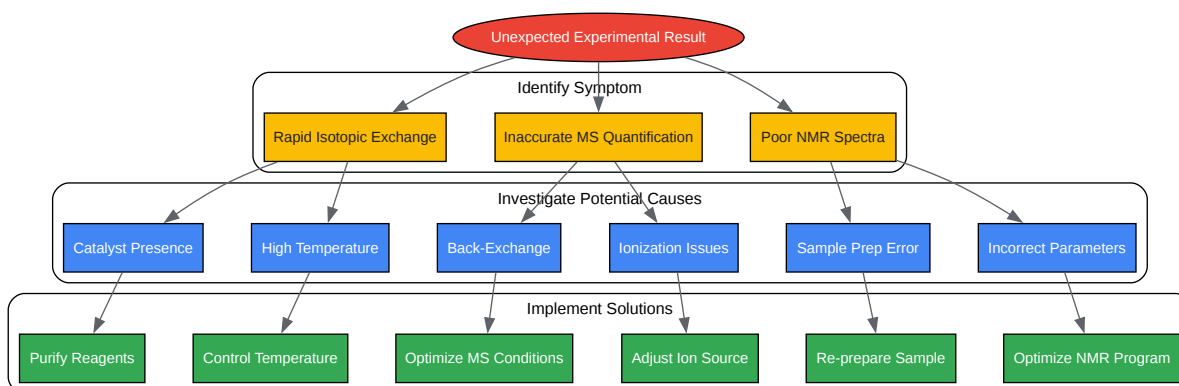 Unexpected Experimental Result
Identify Symptom
Rapid Isotopic Exchange
Inaccurate MS Quantification
Poor NMR Spectra
Investigate Potential Causes
Catalyst Presence
High Temperature
Back-Exchange
Ionization Issues
Sample Prep Error
Incorrect Parameters
Implement Solutions
Purify Reagents
Control Temperature
Optimize MS Conditions
Adjust Ion Source
Re-prepare Sample
Optimize NMR Program